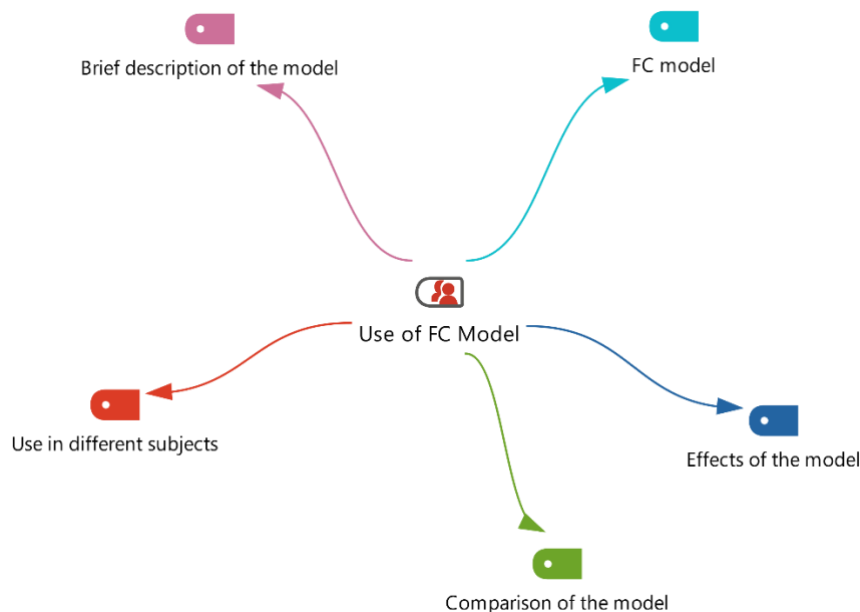 Brief description of the model
FC model
Use of FC Model
Use in different subjects
Effects of the model
Comparison of the model